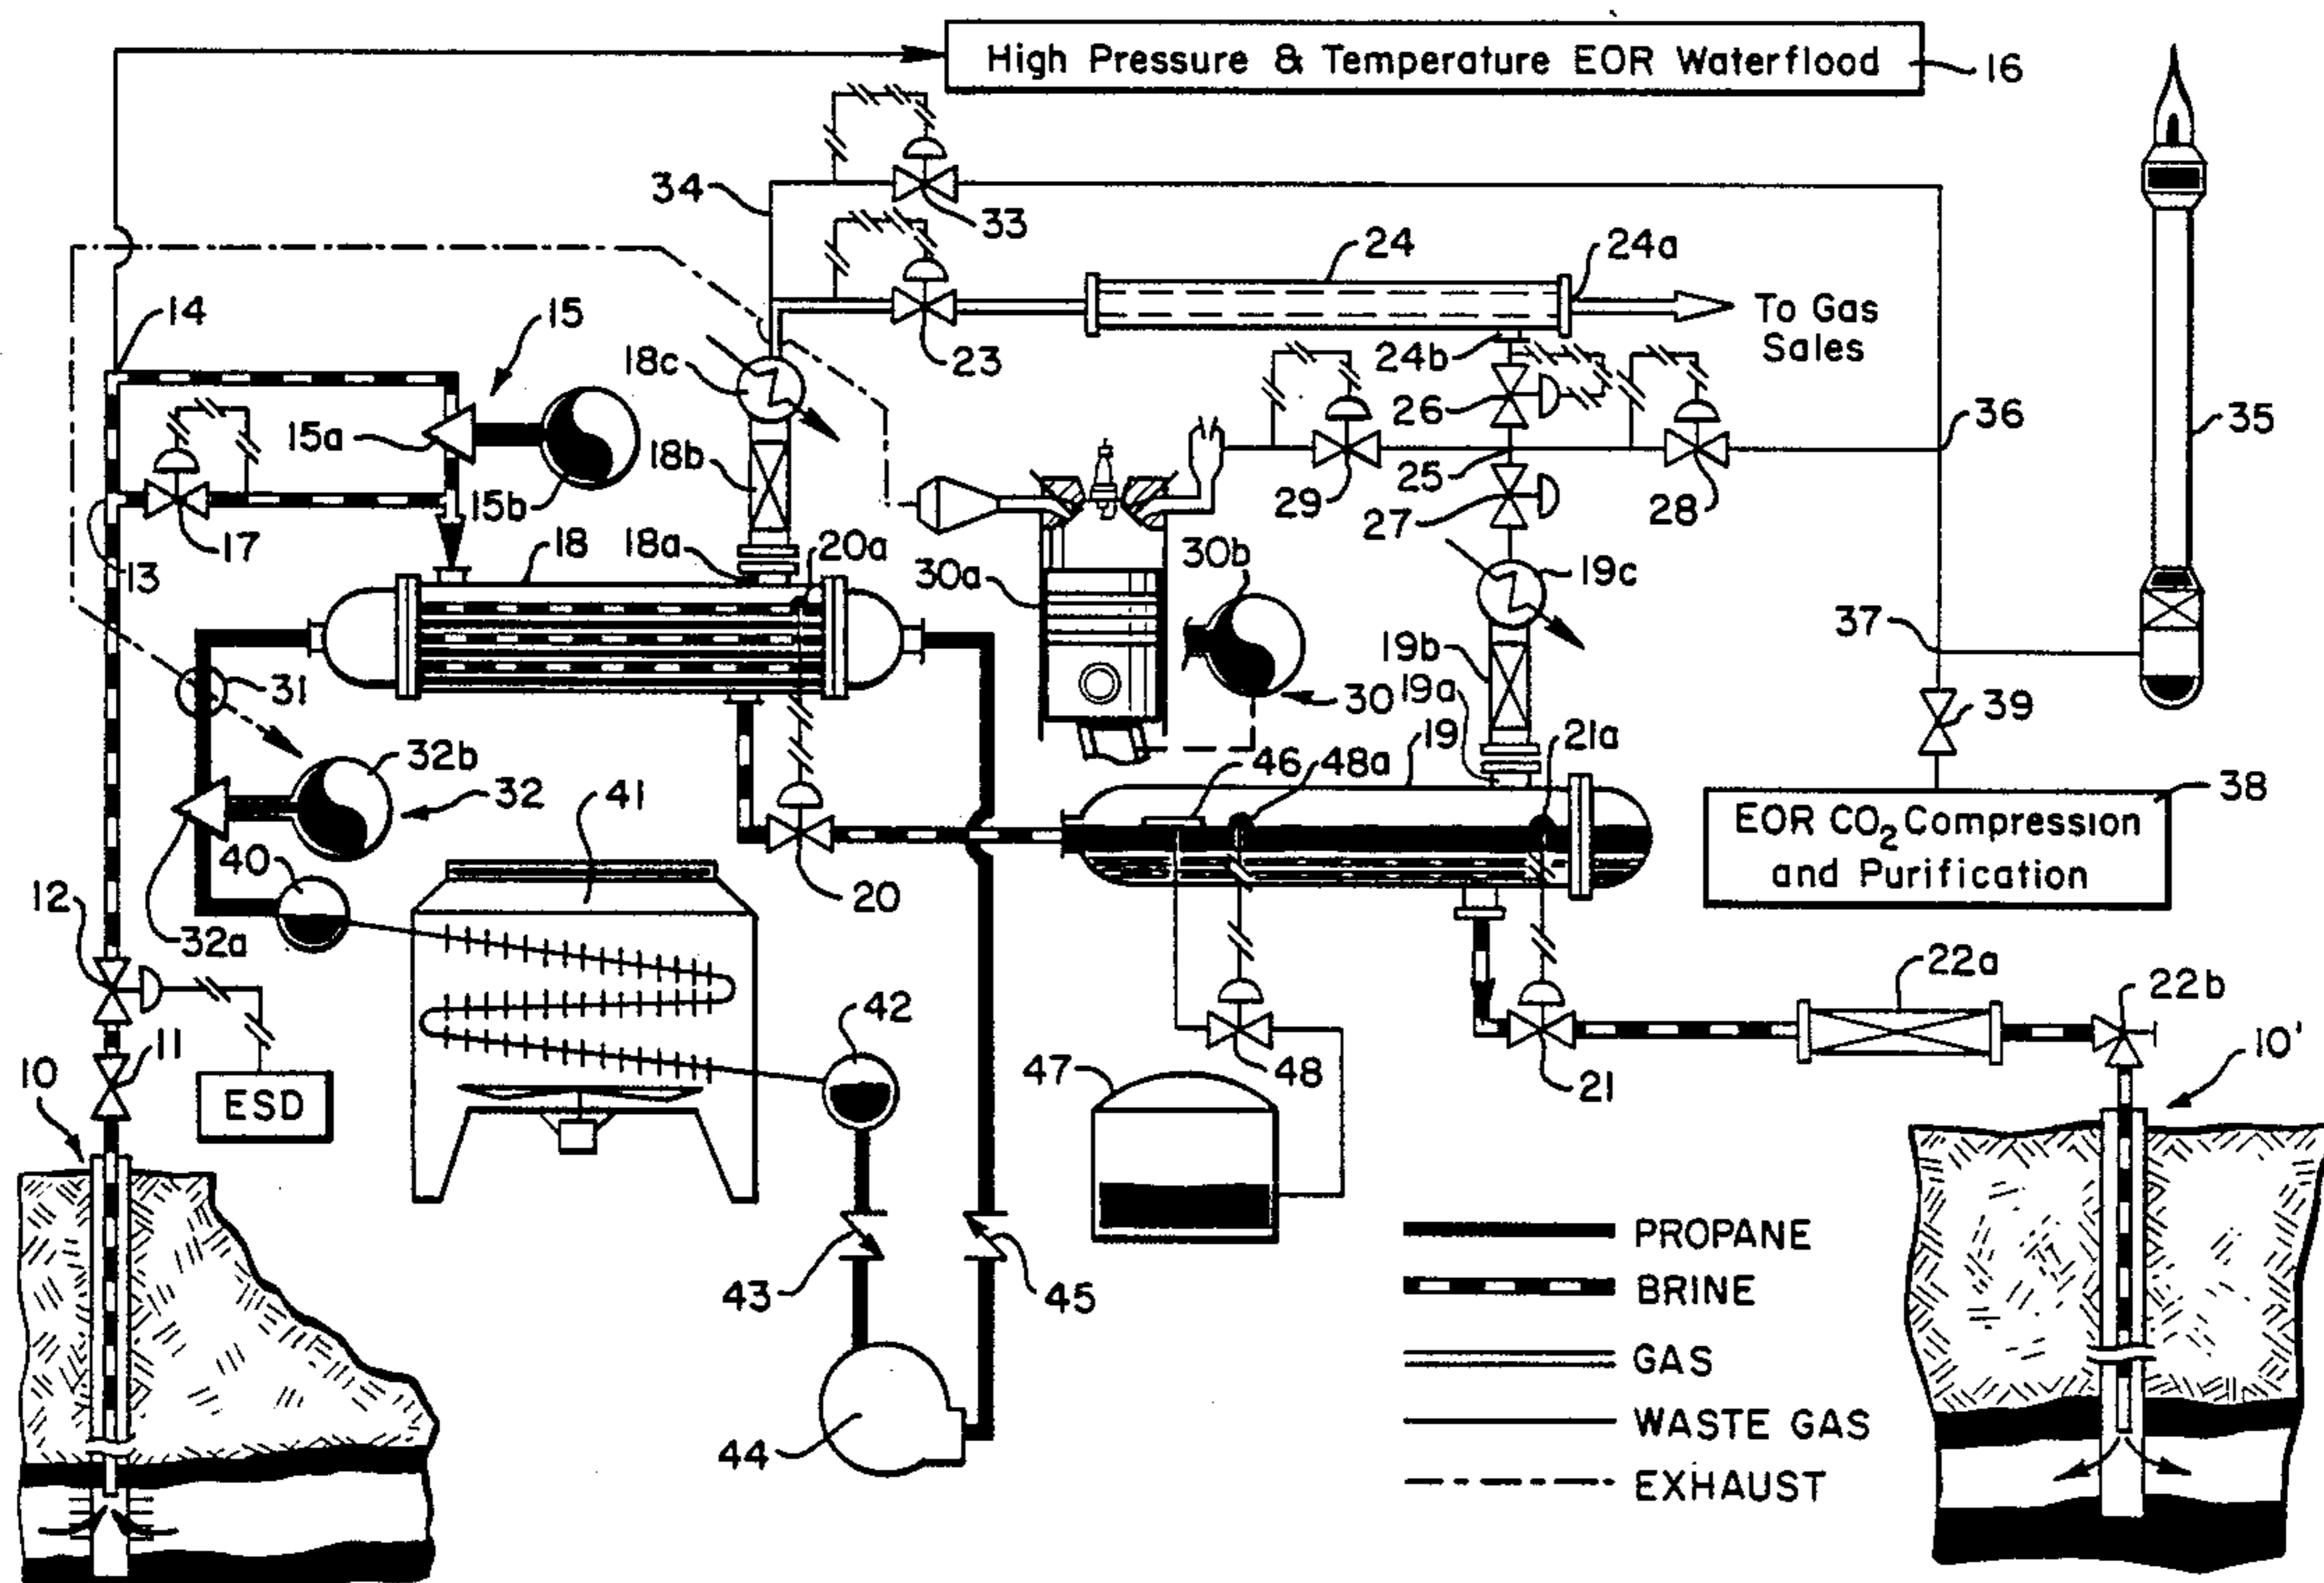 High Pressure & Temperature EOR Waterflood
16
34
33
24
24a
To Gas
Sales
14
15
18c
23
24b
26
36
35
15a
18b
15b
29
25
27
28
17
18
18a
20a
30b
19c
13
30a
37
19b
31
30
19a
39
32b
19
21a
46
48a
32
41
38
EOR CO₂ Compression
and Purification
40
12
20
32a
22a
22b
42
11
10
10'
ESD
47
48
21
PROPANE
43
45
BRINE
GAS
44
WASTE GAS
EXHAUST